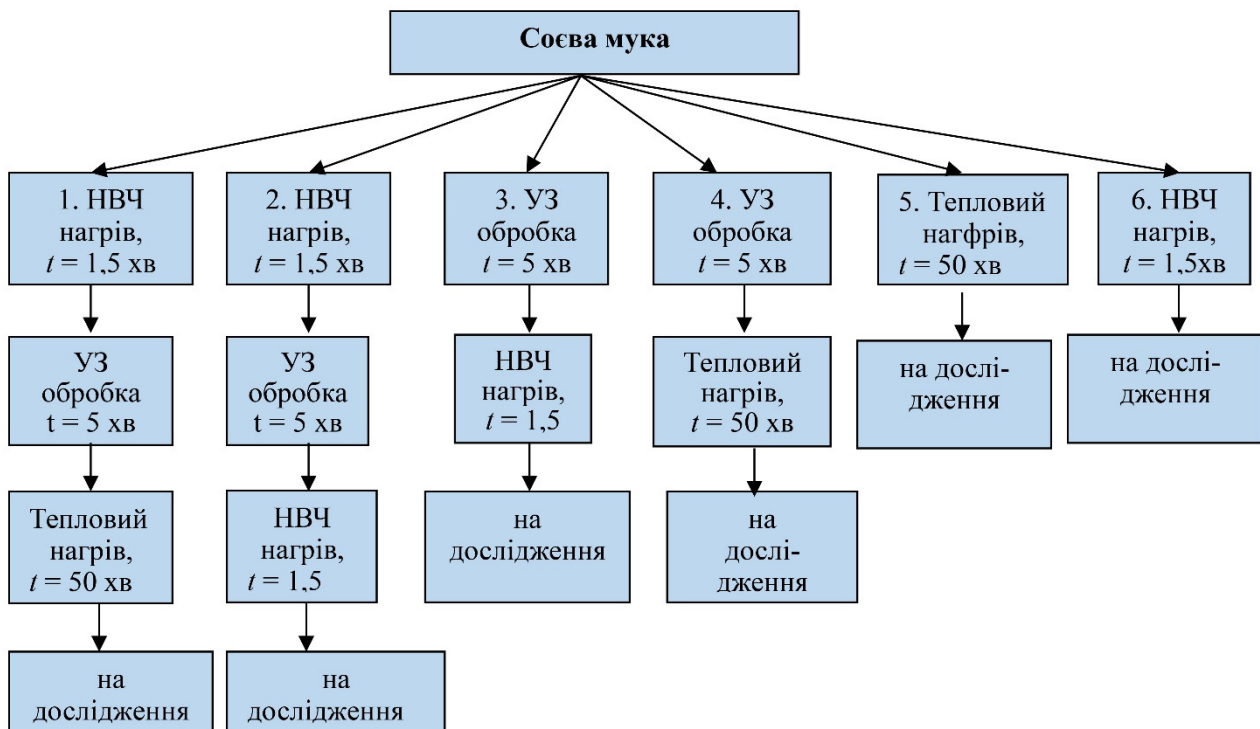 Соєва мука
1. НВЧ
нагрів,
t = 1,5 хв
2. НВЧ
нагрів,
t = 1,5 хв
3. УЗ
обробка
t = 5 хв
4. УЗ
обробка
t = 5 хв
5. Тепловий
нагфрів,
t = 50 хв
6. НВЧ
нагрів,
t = 1,5хв
УЗ
обробка
t = 5 хв
УЗ
обробка
t = 5 хв
НВЧ
нагрів,
t = 1,5
Тепловий
нагрів,
t = 50 хв
на дослі-
дження
на дослі-
дження
Тепловий
нагрів,
t = 50 хв
НВЧ
нагрів,
t = 1,5
на
дослідження
на
дослі-
дження
на
дослідження
на
дослідження